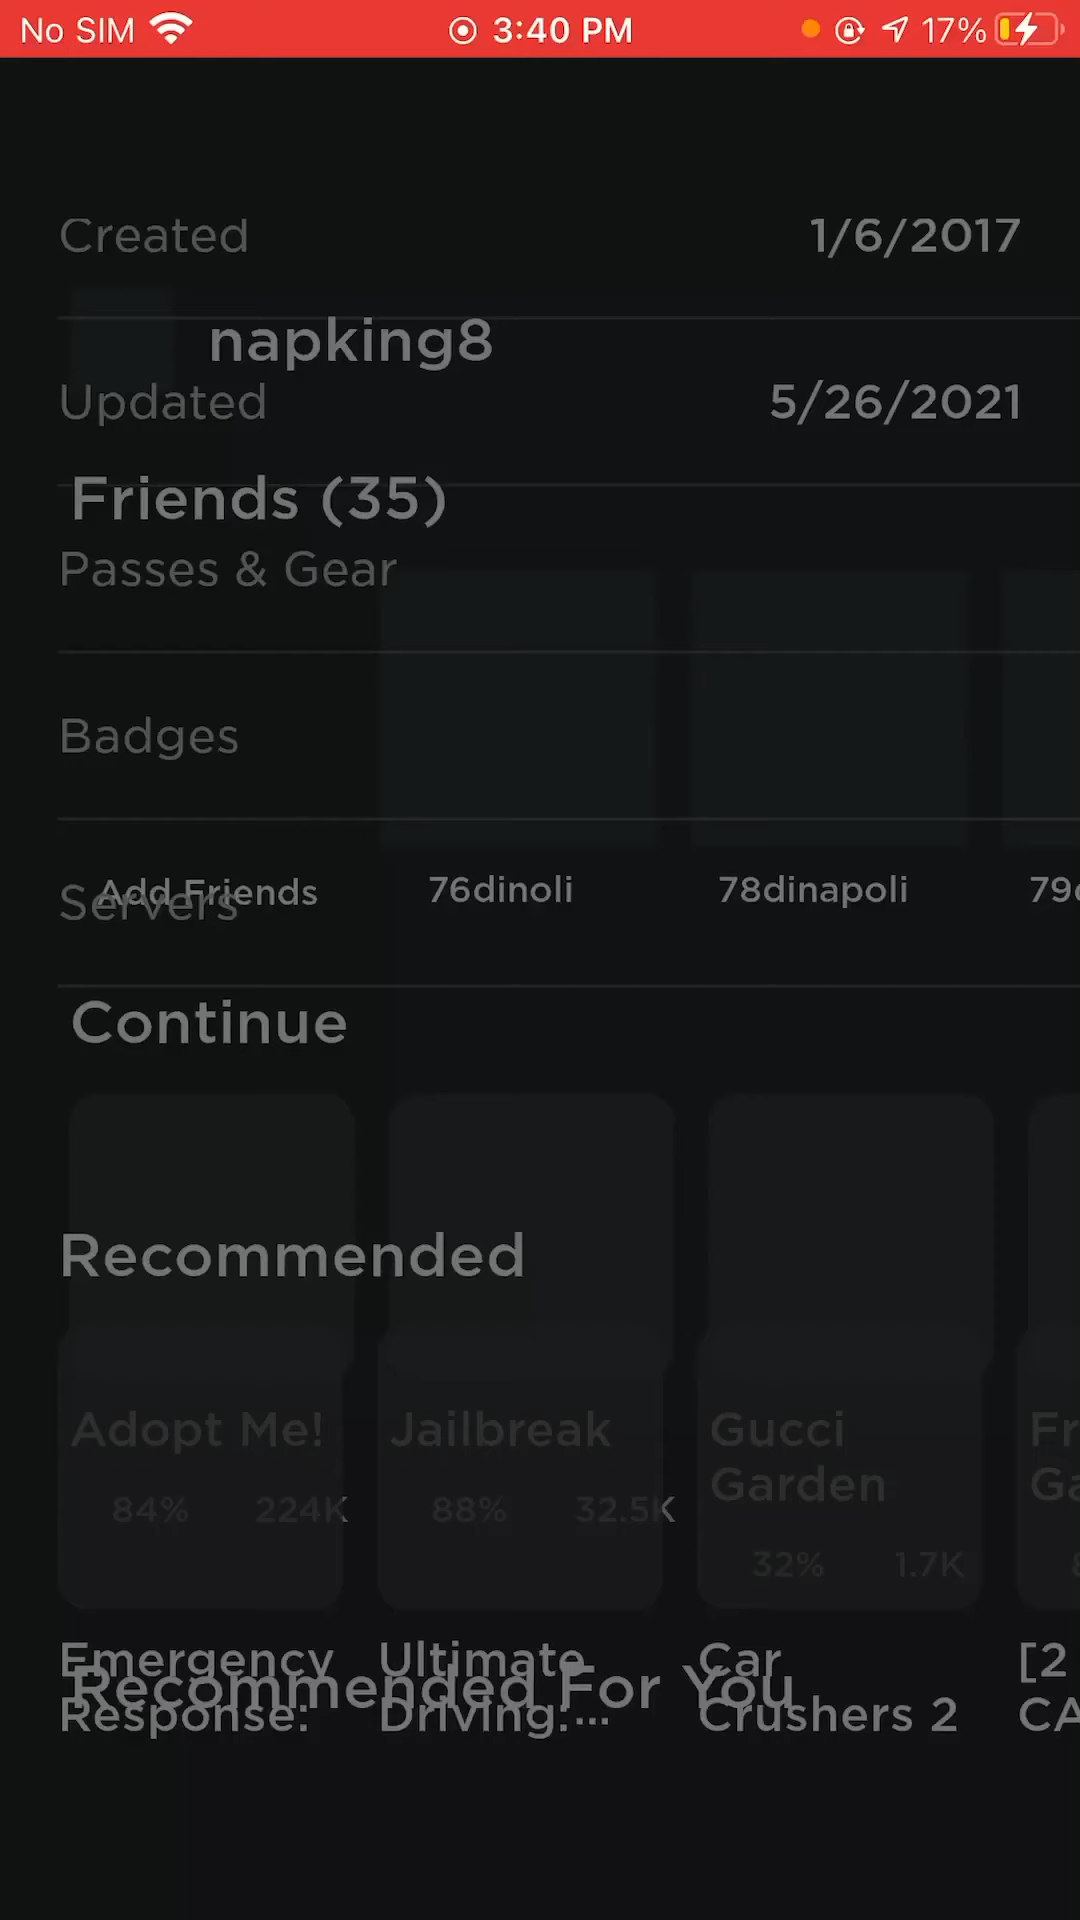 No SIM 3:40 PM 17%
Created 1/6/2017
napking8
Updated 5/26/2021
Friends (35)
Passes & Gear
Badges
Add Friends 76dinoli 78dinapoli
Servers
Continue
Recommended
Adopt Me! Jailbreak Gucci Garden
84% 224K 88% 32.5K
32% 1.7K
Emergency Response: Ultimate Driving:... Car Crushers 2 [2
Recommended For You